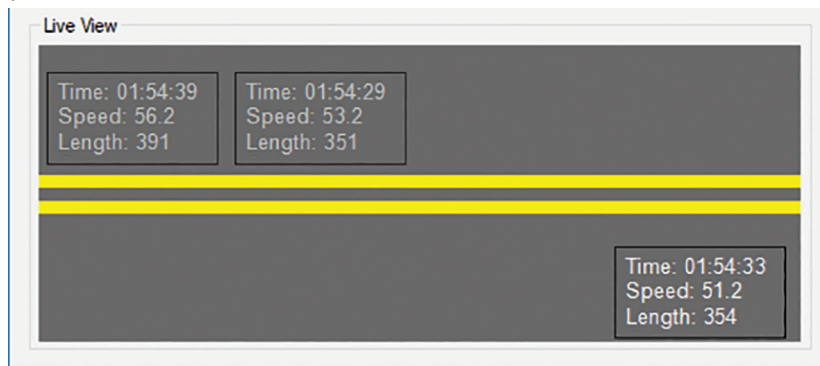 Live View
Time: 01:54:39
Speed: 56.2
Length: 391
Time: 01:54:29
Speed: 53.2
Length: 351
Time: 01:54:33
Speed: 51.2
Length: 354